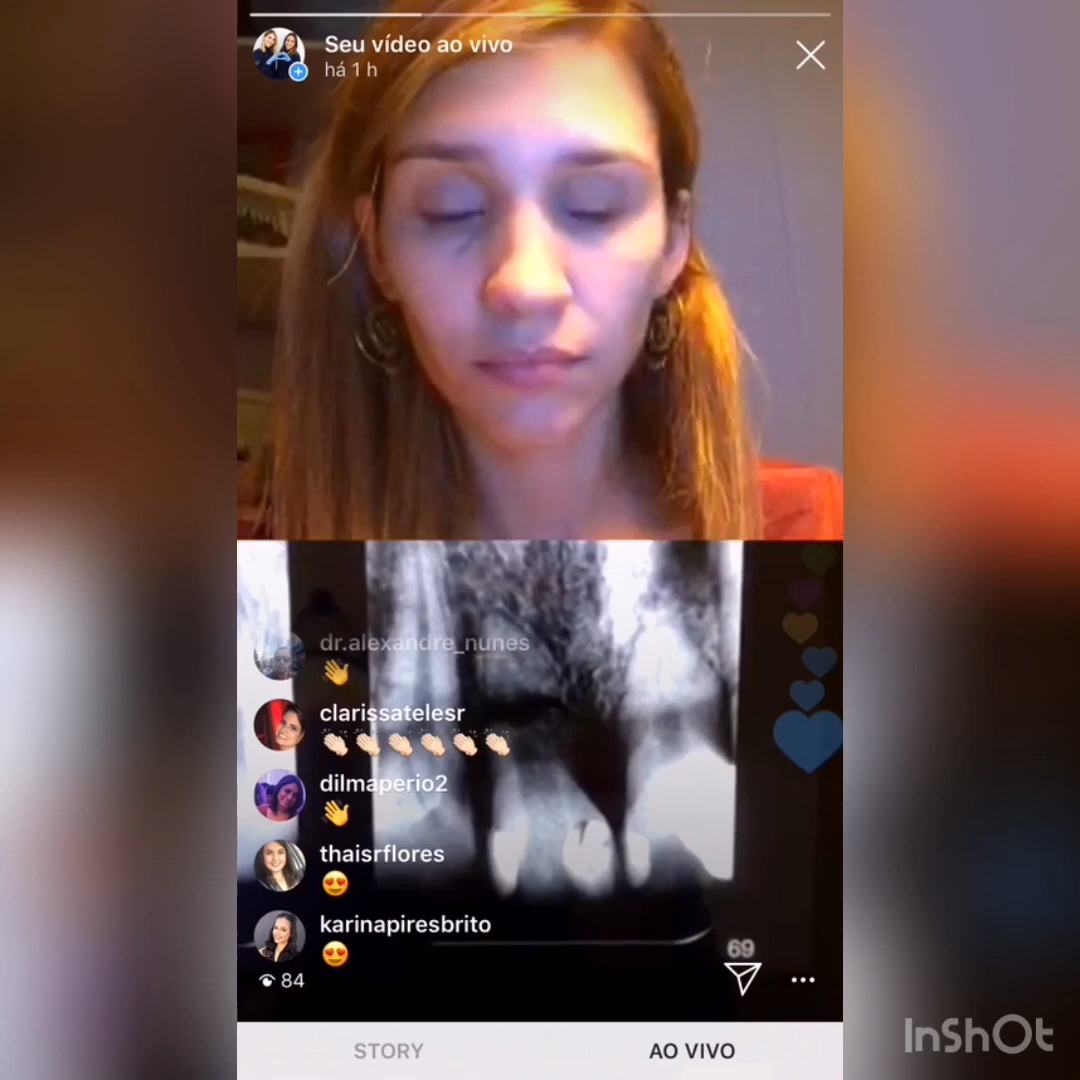 Seu vídeo ao vivo
há 1 h
dr.alexandre_nunes
clarissatelesr
dilmaperio2
thaisrflores
karinapiresbrito
84
69
STORY
AO VIVO
InShOt